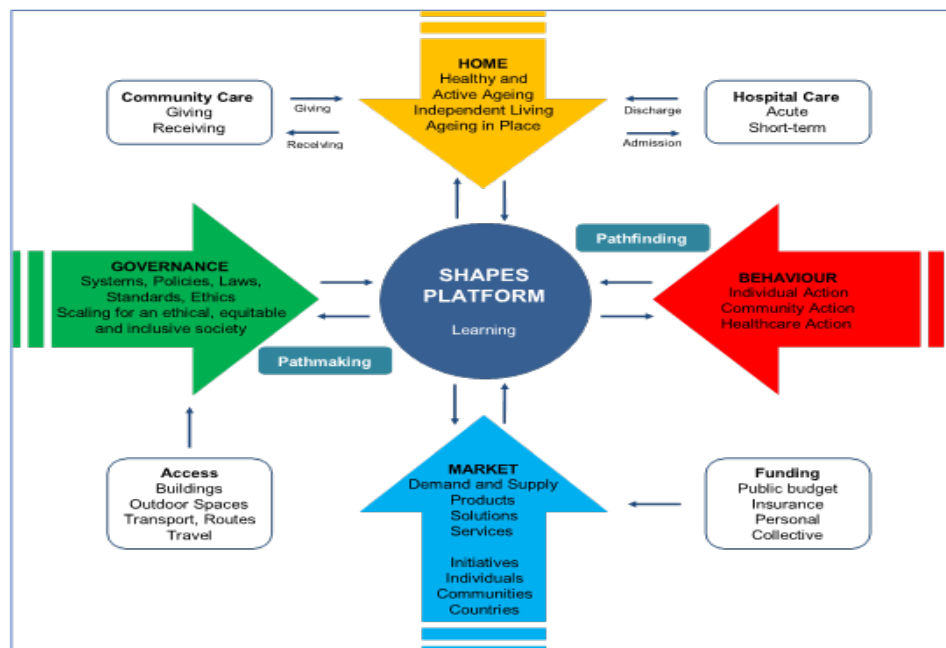 HOME
Healthy and
Active Ageing
Independent Living
Ageing in Place
Community Care
Giving
Receiving
Giving
Receiving
Discharge
Admission
Hospital Care
Acute
Short-term
Pathfinding
GOVERNANCE
Systems, Policies, Laws,
Standards, Ethics
Scaling for an ethical, equitable
and inclusive society
SHAPES
PLATFORM
Learning
BEHAVIOUR
Individual Action
Community Action
Healthcare Action
Pathmaking
Access
Buildings
Outdoor Spaces
Transport, Routes
Travel
MARKET
Demand and Supply
Products
Solutions
Services
Initiatives
Individuals
Communities
Countries
Funding
Public budget
Insurance
Personal
Collective